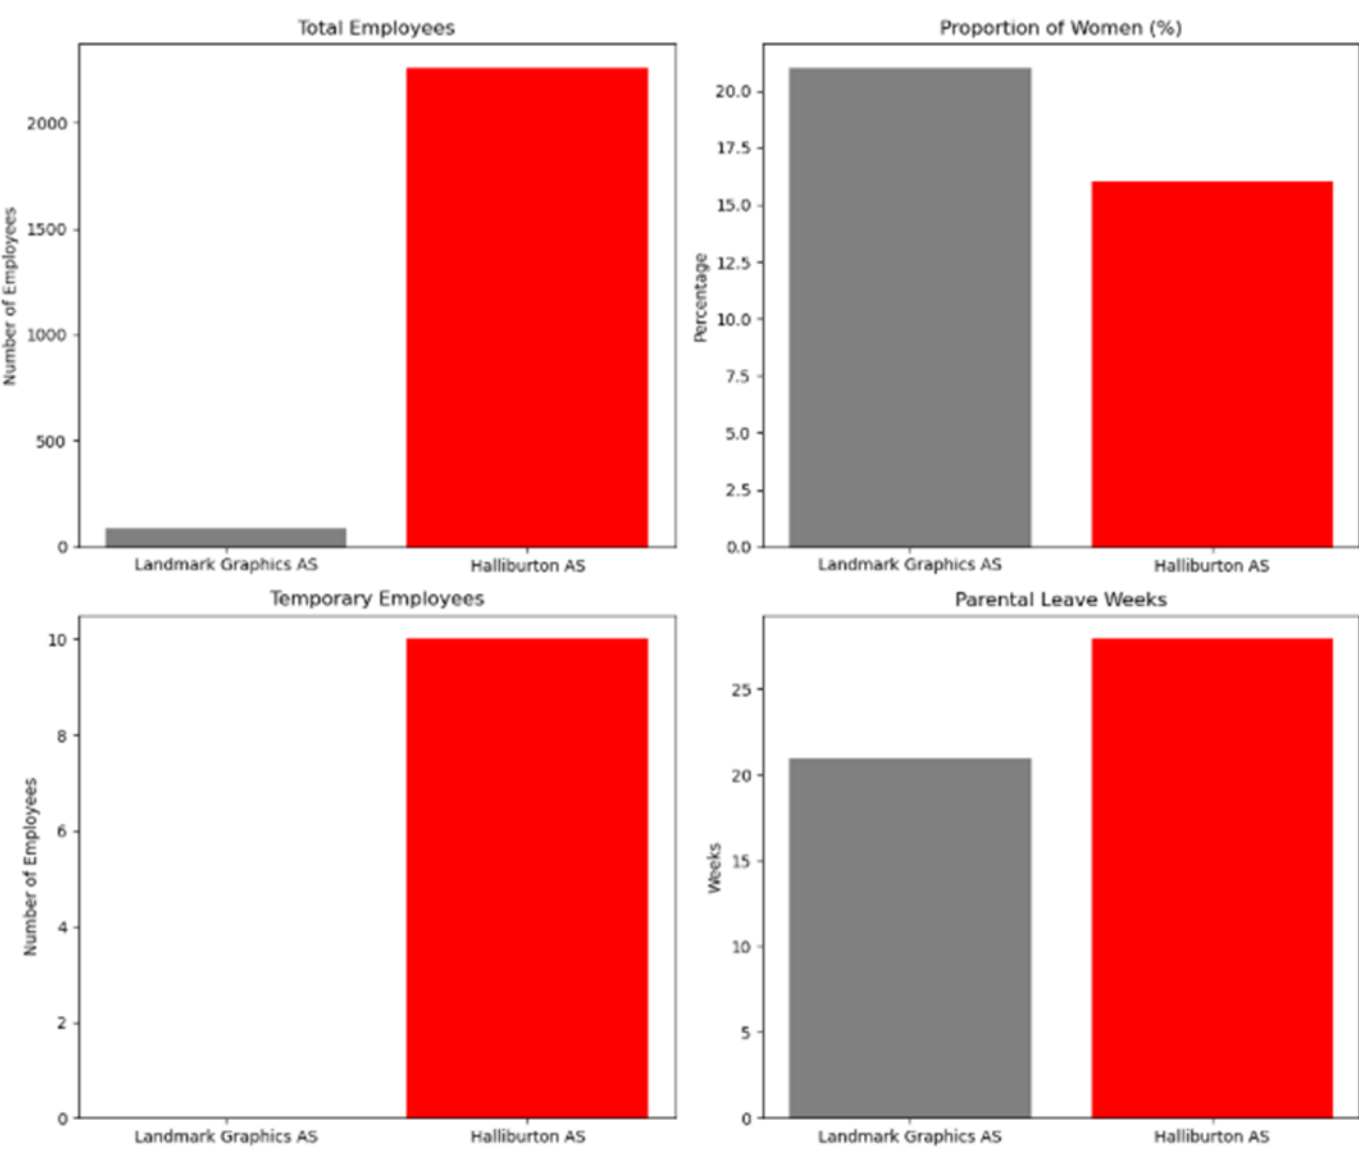 Total Employees
Number of Employees
2000
1500
1000
500
0
Landmark Graphics AS
Halliburton AS
Proportion of Women (%)
Percentage
20.0
17.5
15.0
12.5
10.0
7.5
5.0
2.5
0.0
Landmark Graphics AS
Halliburton AS
Temporary Employees
Number of Employees
10
8
6
4
2
0
Landmark Graphics AS
Halliburton AS
Parental Leave Weeks
Weeks
25
20
15
10
5
0
Landmark Graphics AS
Halliburton AS